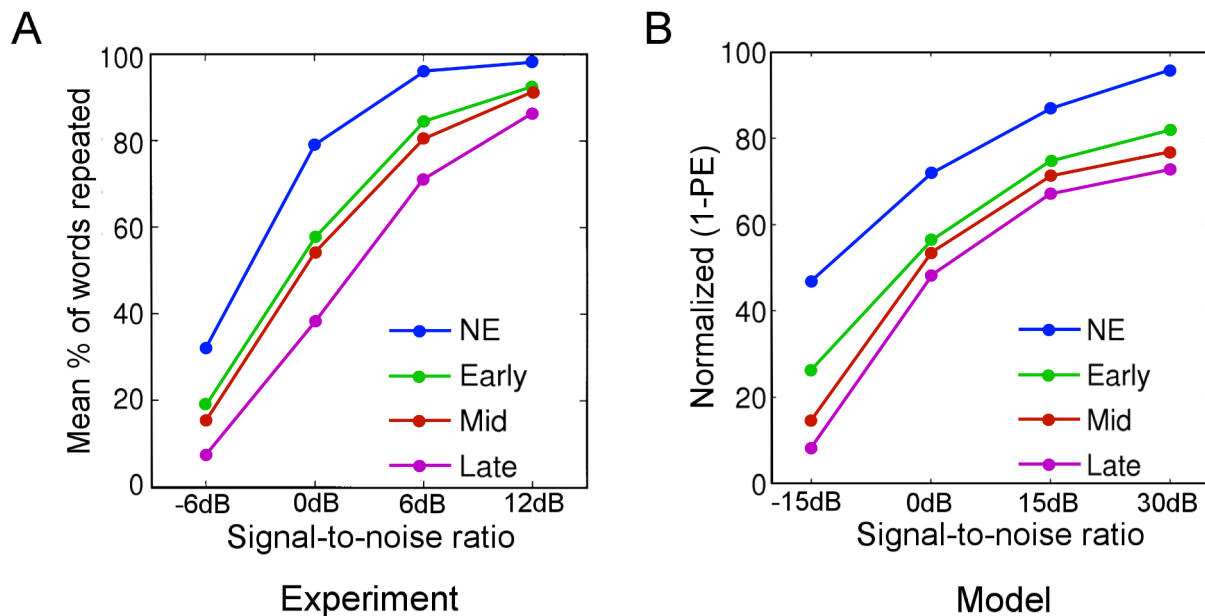 A
Mean % of words repeated
100
80
60
40
20
0
NE
Early
Mid
Late
-6dB 0dB 6dB 12dB
Signal-to-noise ratio
Experiment
B
Normalized (1-PE)
100
80
60
40
20
0
NE
Early
Mid
Late
-15dB 0dB 15dB 30dB
Signal-to-noise ratio
Model